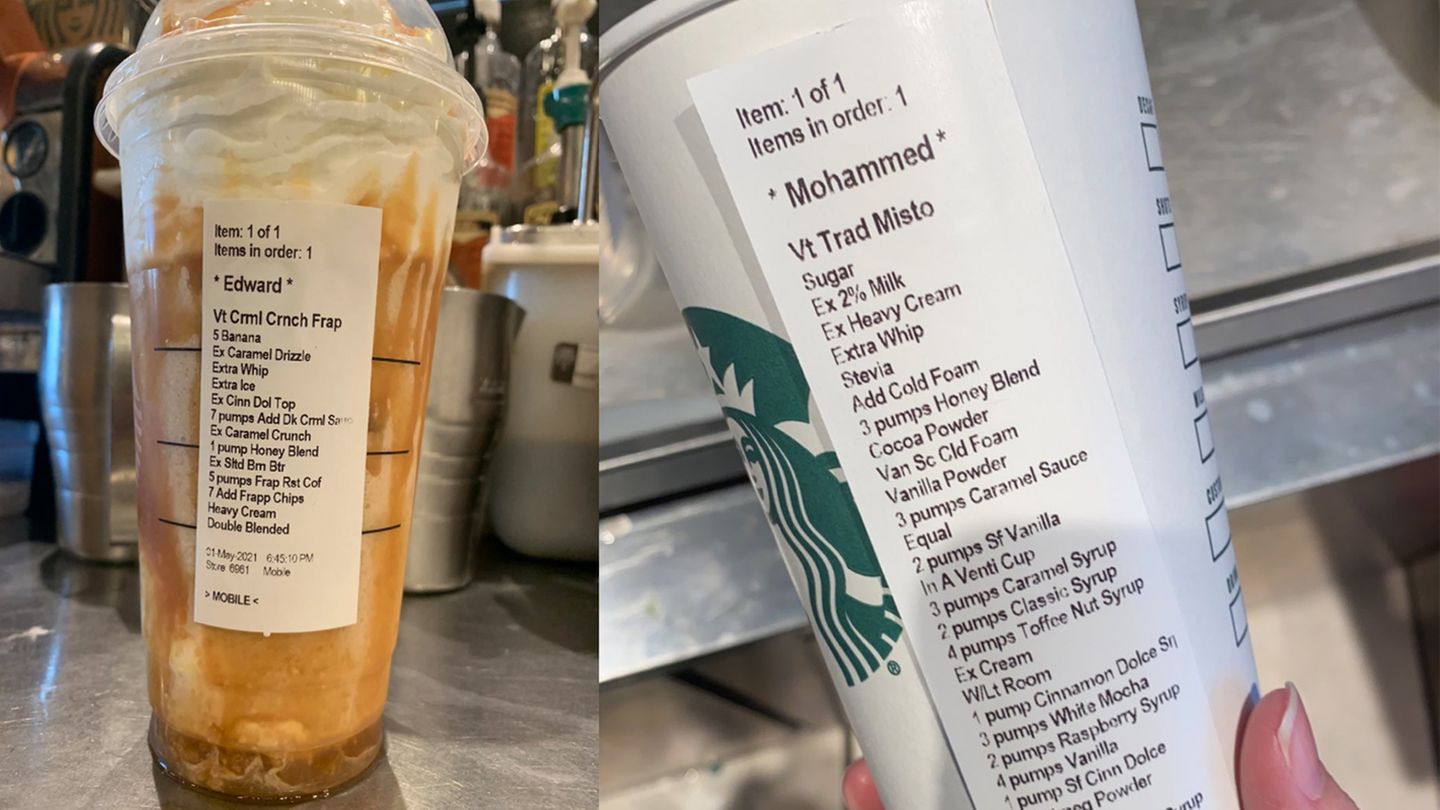 Item: 1 of 1
Items in order: 1
* Edward *
Vt Crml Crnch Frap
5 Banana
Ex Caramel Drizzle
Extra Whip
Extra Ice
Ex Cinn Dol Top
7 pumps Add Dk Crml Sauc
Ex Caramel Crunch
1 pump Honey Blend
Ex Sltd Brn Btr
5 pumps Frap Rst Cof
7 Add Frapp Chips
Heavy Cream
Double Blended
01-May-2021 6:45:10 PM
Store: 6961 Mobile
> MOBILE <
Item: 1 of 1
Items in order: 1
* Mohammed *
Vt Trad Misto
Sugar
Ex 2% Milk
Ex Heavy Cream
Extra Whip
Stevia
Add Cold Foam
3 pumps Honey Blend
Cocoa Powder
Van Sc Cld Foam
Vanilla Powder
3 pumps Caramel Sauce
Equal
2 pumps Sf Vanilla
In A Venti Cup
3 pumps Caramel Syrup
2 pumps Classic Syrup
4 pumps Toffee Nut Syrup
Ex Cream
W/Lt Room
1 pump Cinnamon Dolce
3 pumps White Mocha
2 pumps Raspberry Syrup
4 pumps Vanilla
1 pump Sf Cinn Dolce
Powder
Syrup
®